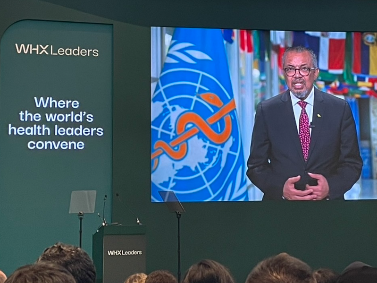 WHX Leaders
Where
the world's
health leaders
convene
WHX Leaders